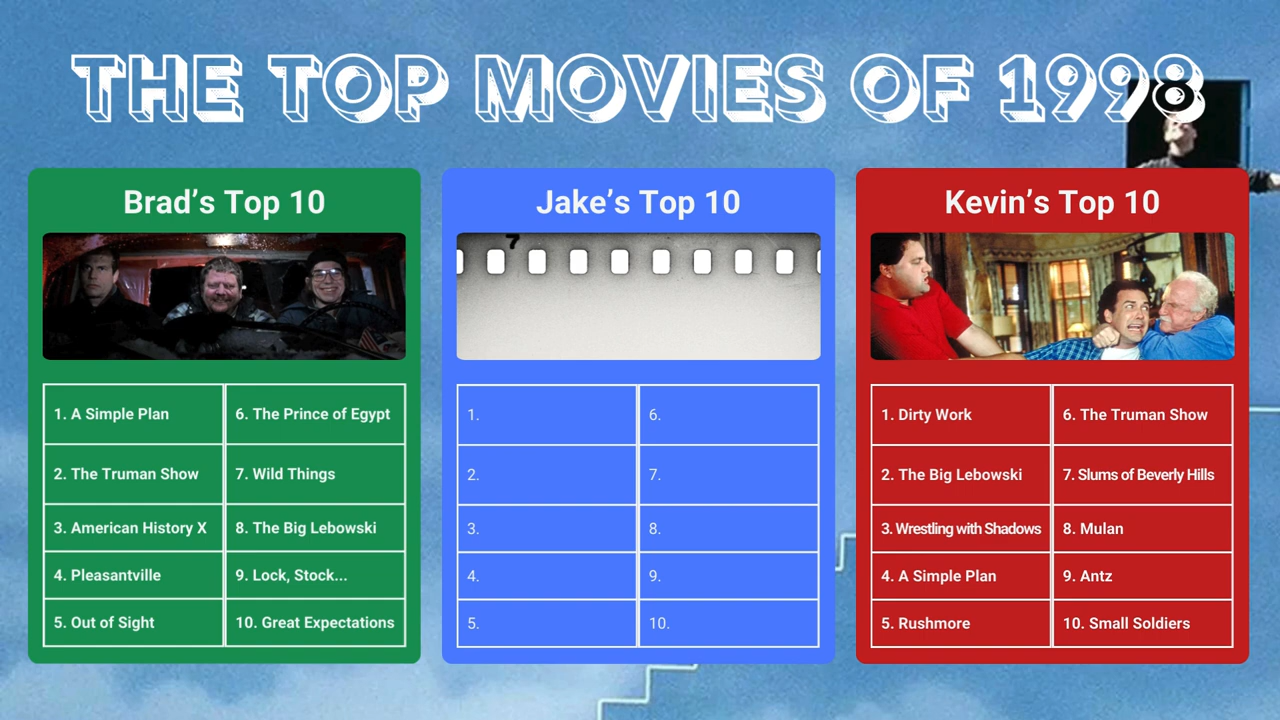 THE TOP MOVIES OF 1998
Brad’s Top 10
1. A Simple Plan
2. The Truman Show
3. American History X
4. Pleasantville
5. Out of Sight
6. The Prince of Egypt
7. Wild Things
8. The Big Lebowski
9. Lock, Stock...
10. Great Expectations
Jake’s Top 10
7
1.
2.
3.
4.
5.
6.
7.
8.
9.
10.
Kevin’s Top 10
1. Dirty Work
2. The Big Lebowski
3. Wrestling with Shadows
4. A Simple Plan
5. Rushmore
6. The Truman Show
7. Slums of Beverly Hills
8. Mulan
9. Antz
10. Small Soldiers